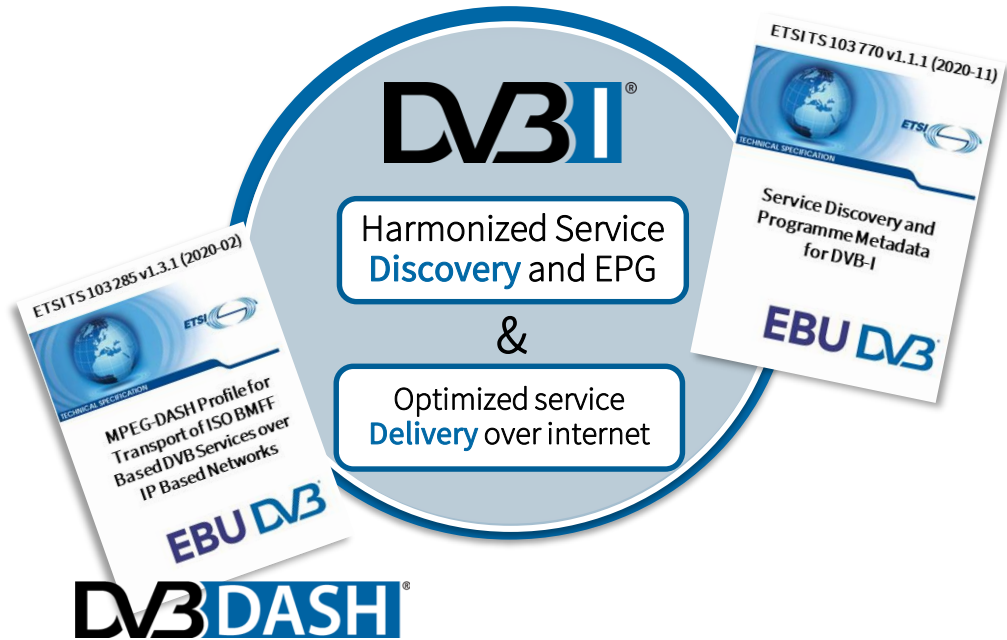 DVB I®
Harmonized Service
Discovery and EPG
&
Optimized service
Delivery over internet
ETSI TS 103 770 v1.1.1 (2020-11)
ETSI
TECHNICAL SPECIFICATION
Service Discovery and
Programme Metadata
for DVB-I
EBU DVB
ETSI TS 103 285 v1.3.1 (2020-02)
ETSI
TECHNICAL SPECIFICATION
MPEG-DASH Profile for
Transport of ISO BMFF
Based DVB Services over
IP Based Networks
EBU DVB
DVB DASH®